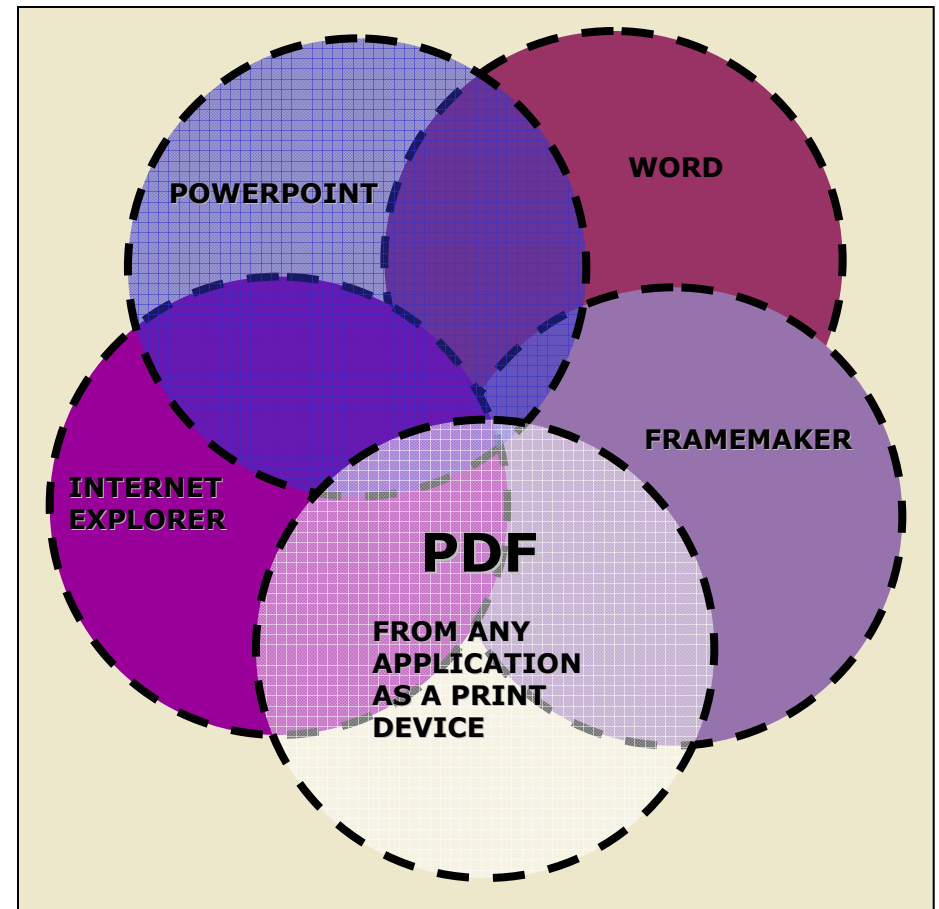 WORD
POWERPOINT
FRAMEMAKER
INTERNET
EXPLORER
PDF
FROM ANY
APPLICATION
AS A PRINT
DEVICE